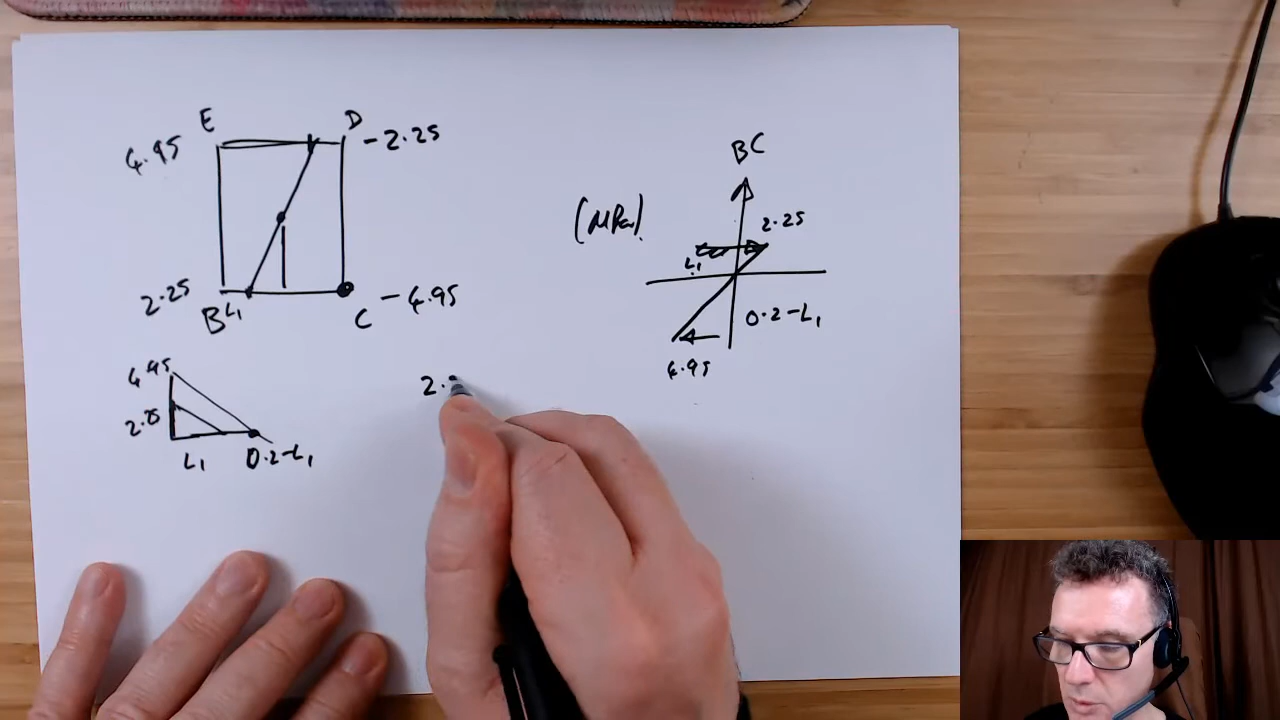 E D
4.95 -2.25
2.25 -4.95
B L₁ C
4.95
2.25
L₁ 0.2-L₁
2.
BC
(MPa)
2.25
L₁
0.2-L₁
4.95